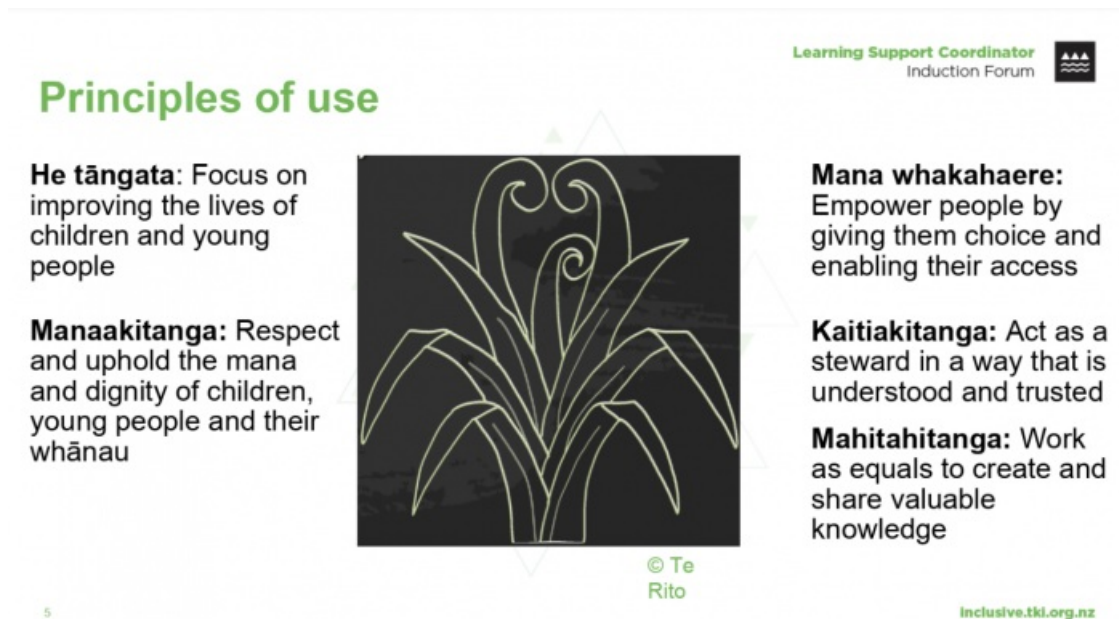 Learning Support Coordinator
Induction Forum
Principles of use
He tāngata: Focus on
improving the lives of
children and young
people
Manaakitanga: Respect
and uphold the mana
and dignity of children,
young people and their
whānau
Mana whakahaere:
Empower people by
giving them choice and
enabling their access
Kaitiakitanga: Act as a
steward in a way that is
understood and trusted
Mahitahitanga: Work
as equals to create and
share valuable
knowledge
© Te
Rito
5
inclusive.tki.org.nz